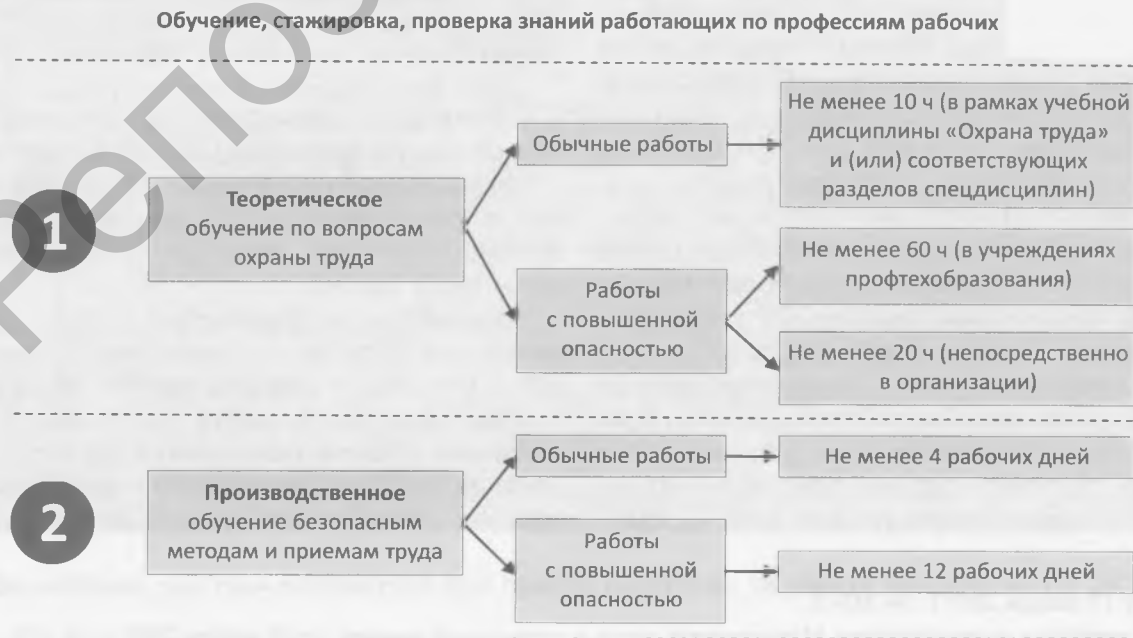 Обучение, стажировка, проверка знаний работающих по профессиям рабочих
1
Теоретическое
обучение по вопросам
охраны труда
Обычные работы
Не менее 10 ч (в рамках учебной
дисциплины «Охрана труда»
и (или) соответствующих
разделов спецдисциплин)
Работы
с повышенной
опасностью
Не менее 60 ч (в учреждениях
профтехобразования)
Не менее 20 ч (непосредственно
в организации)
2
Производственное
обучение безопасным
методам и приемам труда
Обычные работы
Не менее 4 рабочих дней
Работы
с повышенной
опасностью
Не менее 12 рабочих дней